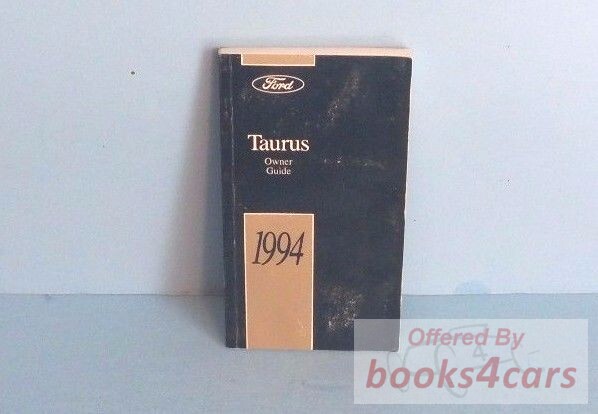 Ford
Taurus
Owner
Guide
1994
Offered By
books4cars